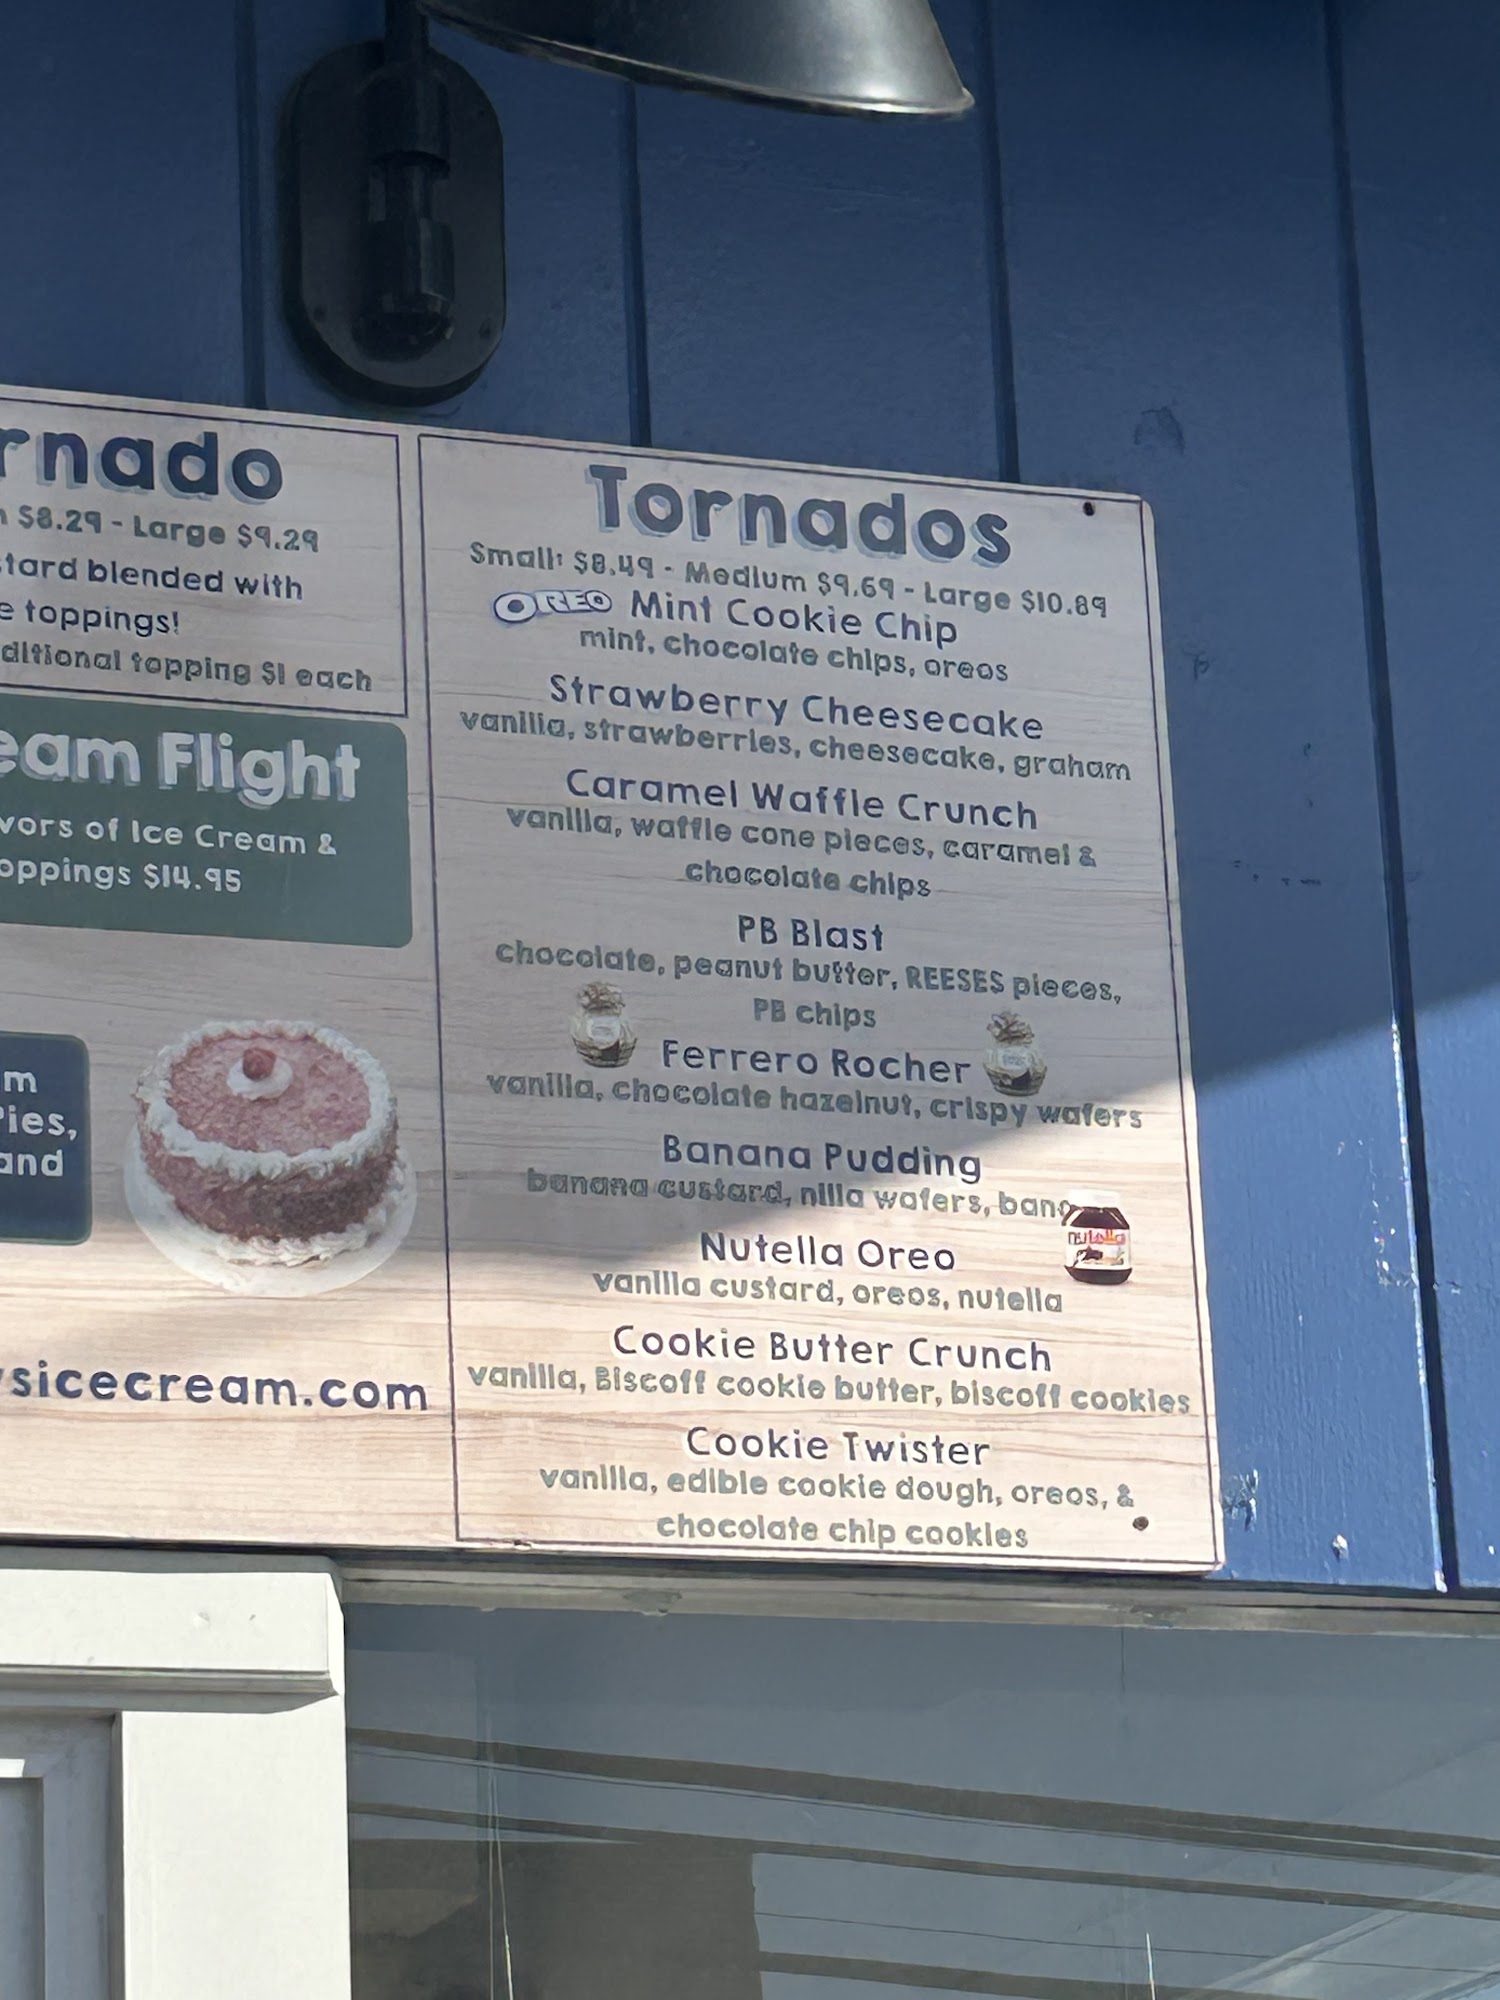 rnado
$8.29 - Large $9.29
tard blended with
e toppings!
ditional topping $1 each
eam Flight
vors of Ice Cream &
oppings $14.95
m
ries,
and
sicecream.com
Tornados
Small: $8.49 - Medium $9.69 - Large $10.89
OREO Mint Cookie Chip
mint, chocolate chips, oreos
Strawberry Cheesecake
vanilla, strawberries, cheesecake, graham
Caramel Waffle Crunch
vanilla, waffle cone pieces, caramel &
chocolate chips
PB Blast
chocolate, peanut butter, REESES pieces,
PB chips
Ferrero Rocher
vanilla, chocolate hazelnut, crispy wafers
Banana Pudding
banana custard, nilla wafers, bana
nutella
Nutella Oreo
vanilla custard, oreos, nutella
Cookie Butter Crunch
vanilla, Biscoff cookie butter, biscoff cookies
Cookie Twister
vanilla, edible cookie dough, oreos, &
chocolate chip cookies